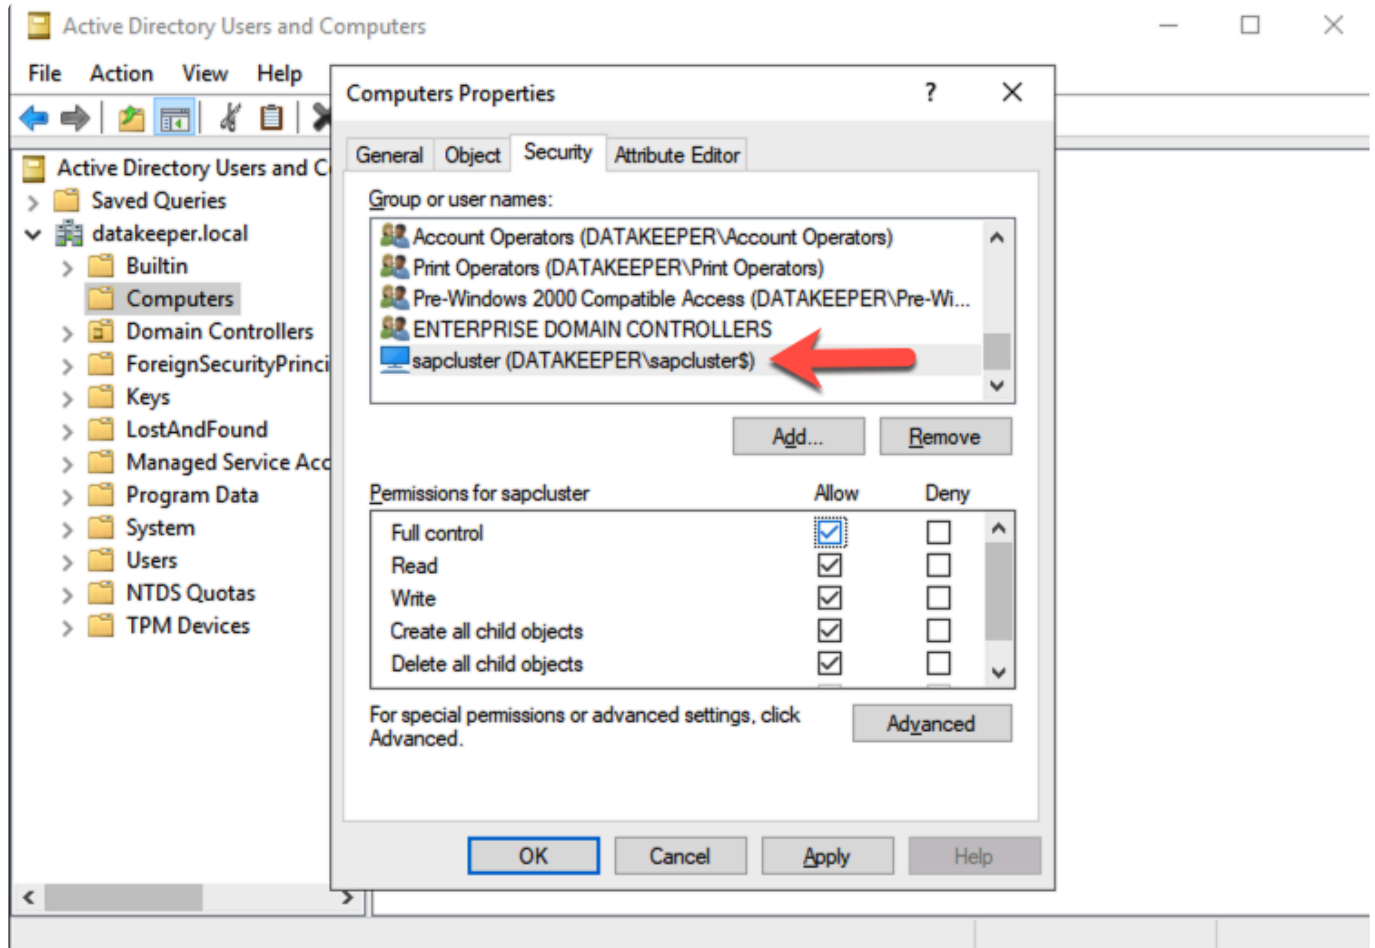 Active Directory Users and Computers
File Action View Help
Computers Properties
?
General Object Security Attribute Editor
Active Directory Users and C
Saved Queries
datakeeper.local
Builtin
Computers
Domain Controllers
ForeignSecurityPrinci
Keys
LostAndFound
Managed Service Acc
Program Data
System
Users
NTDS Quotas
TPM Devices
Group or user names:
Account Operators (DATAKEEPER\Account Operators)
Print Operators (DATAKEEPER\Print Operators)
Pre-Windows 2000 Compatible Access (DATAKEEPER\Pre-Wi...
ENTERPRISE DOMAIN CONTROLLERS
sapcluster (DATAKEEPER\sapcluster$)
Add... Remove
Permissions for sapcluster Allow Deny
Full control
Read
Write
Create all child objects
Delete all child objects
For special permissions or advanced settings, click
Advanced.
Advanced
OK Cancel Apply Help